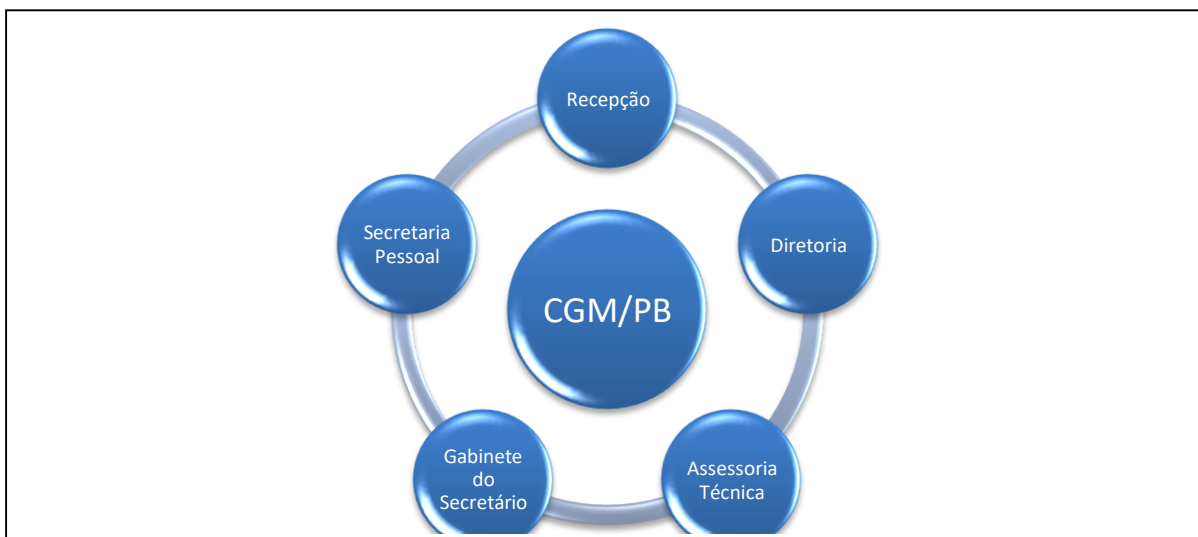 Recepção
Secretaria
Pessoal
Diretoria
CGM/PB
Gabinete
do
Secretário
Assessoria
Técnica